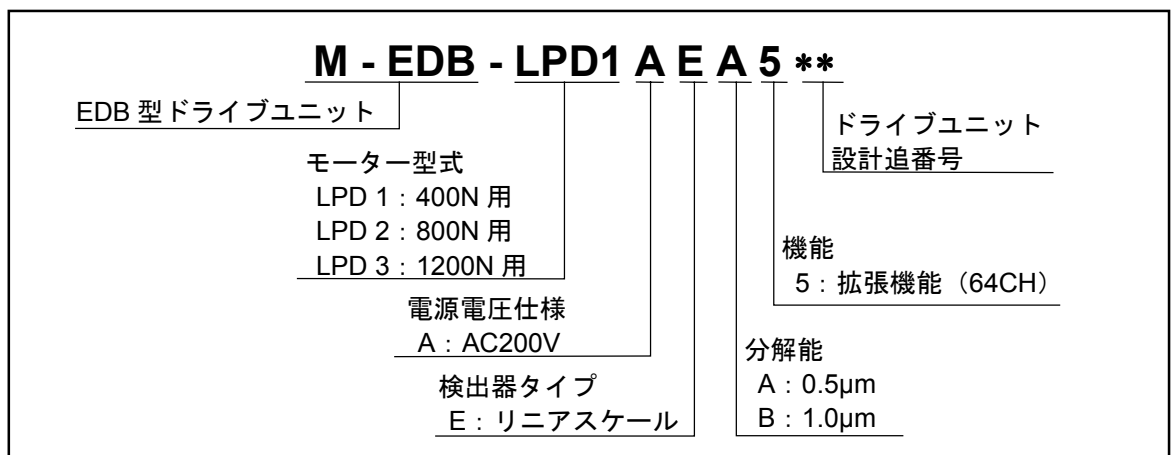 M - EDB - LPD1 A E A 5 **
EDB 型ドライブユニット
ドライブユニット
設計追番号
モーター型式
LPD 1：400N 用
LPD 2：800N 用
LPD 3：1200N 用
機能
5：拡張機能（64CH）
電源電圧仕様
A：AC200V
分解能
A：0.5µm
B：1.0µm
検出器タイプ
E：リニアスケール